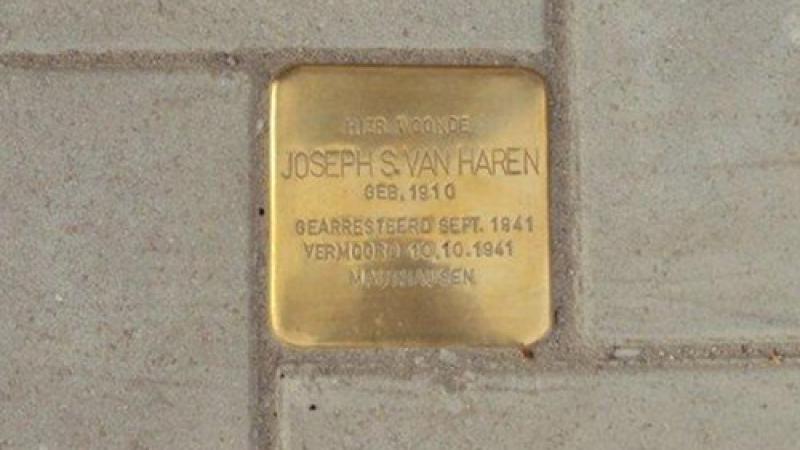 HIER WOONDE
JOSEPH S. VAN HAREN
GEB. 1910
GEARRESTEERD SEPT. 1941
VERMOORD 10.10.1941
MAUTHAUSEN